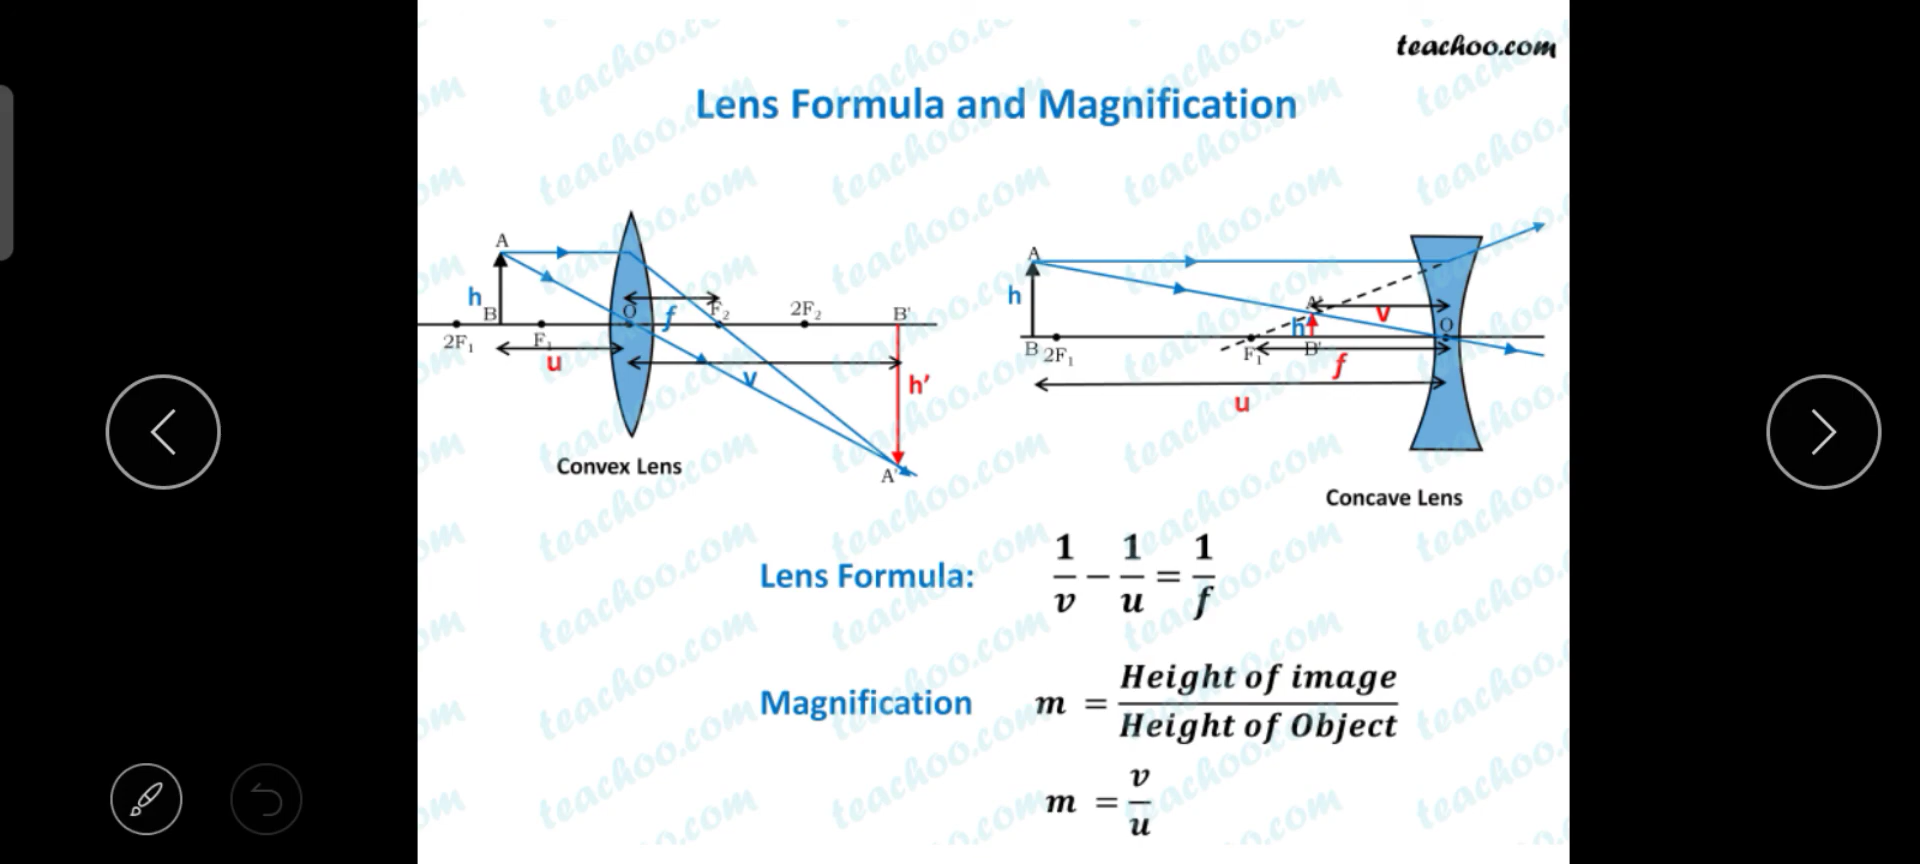 teachoo.com
Lens Formula and Magnification
A
h
B
2F₁
F₁
u
O
f
F₂
2F₂
B'
v
h′
A'
Convex Lens
A
h
B
2F₁
F₁
A'
h'
B'
v
O
f
u
Concave Lens
Lens Formula: 1/v − 1/u = 1/f
Magnification m = Height of image / Height of Object
m = v/u